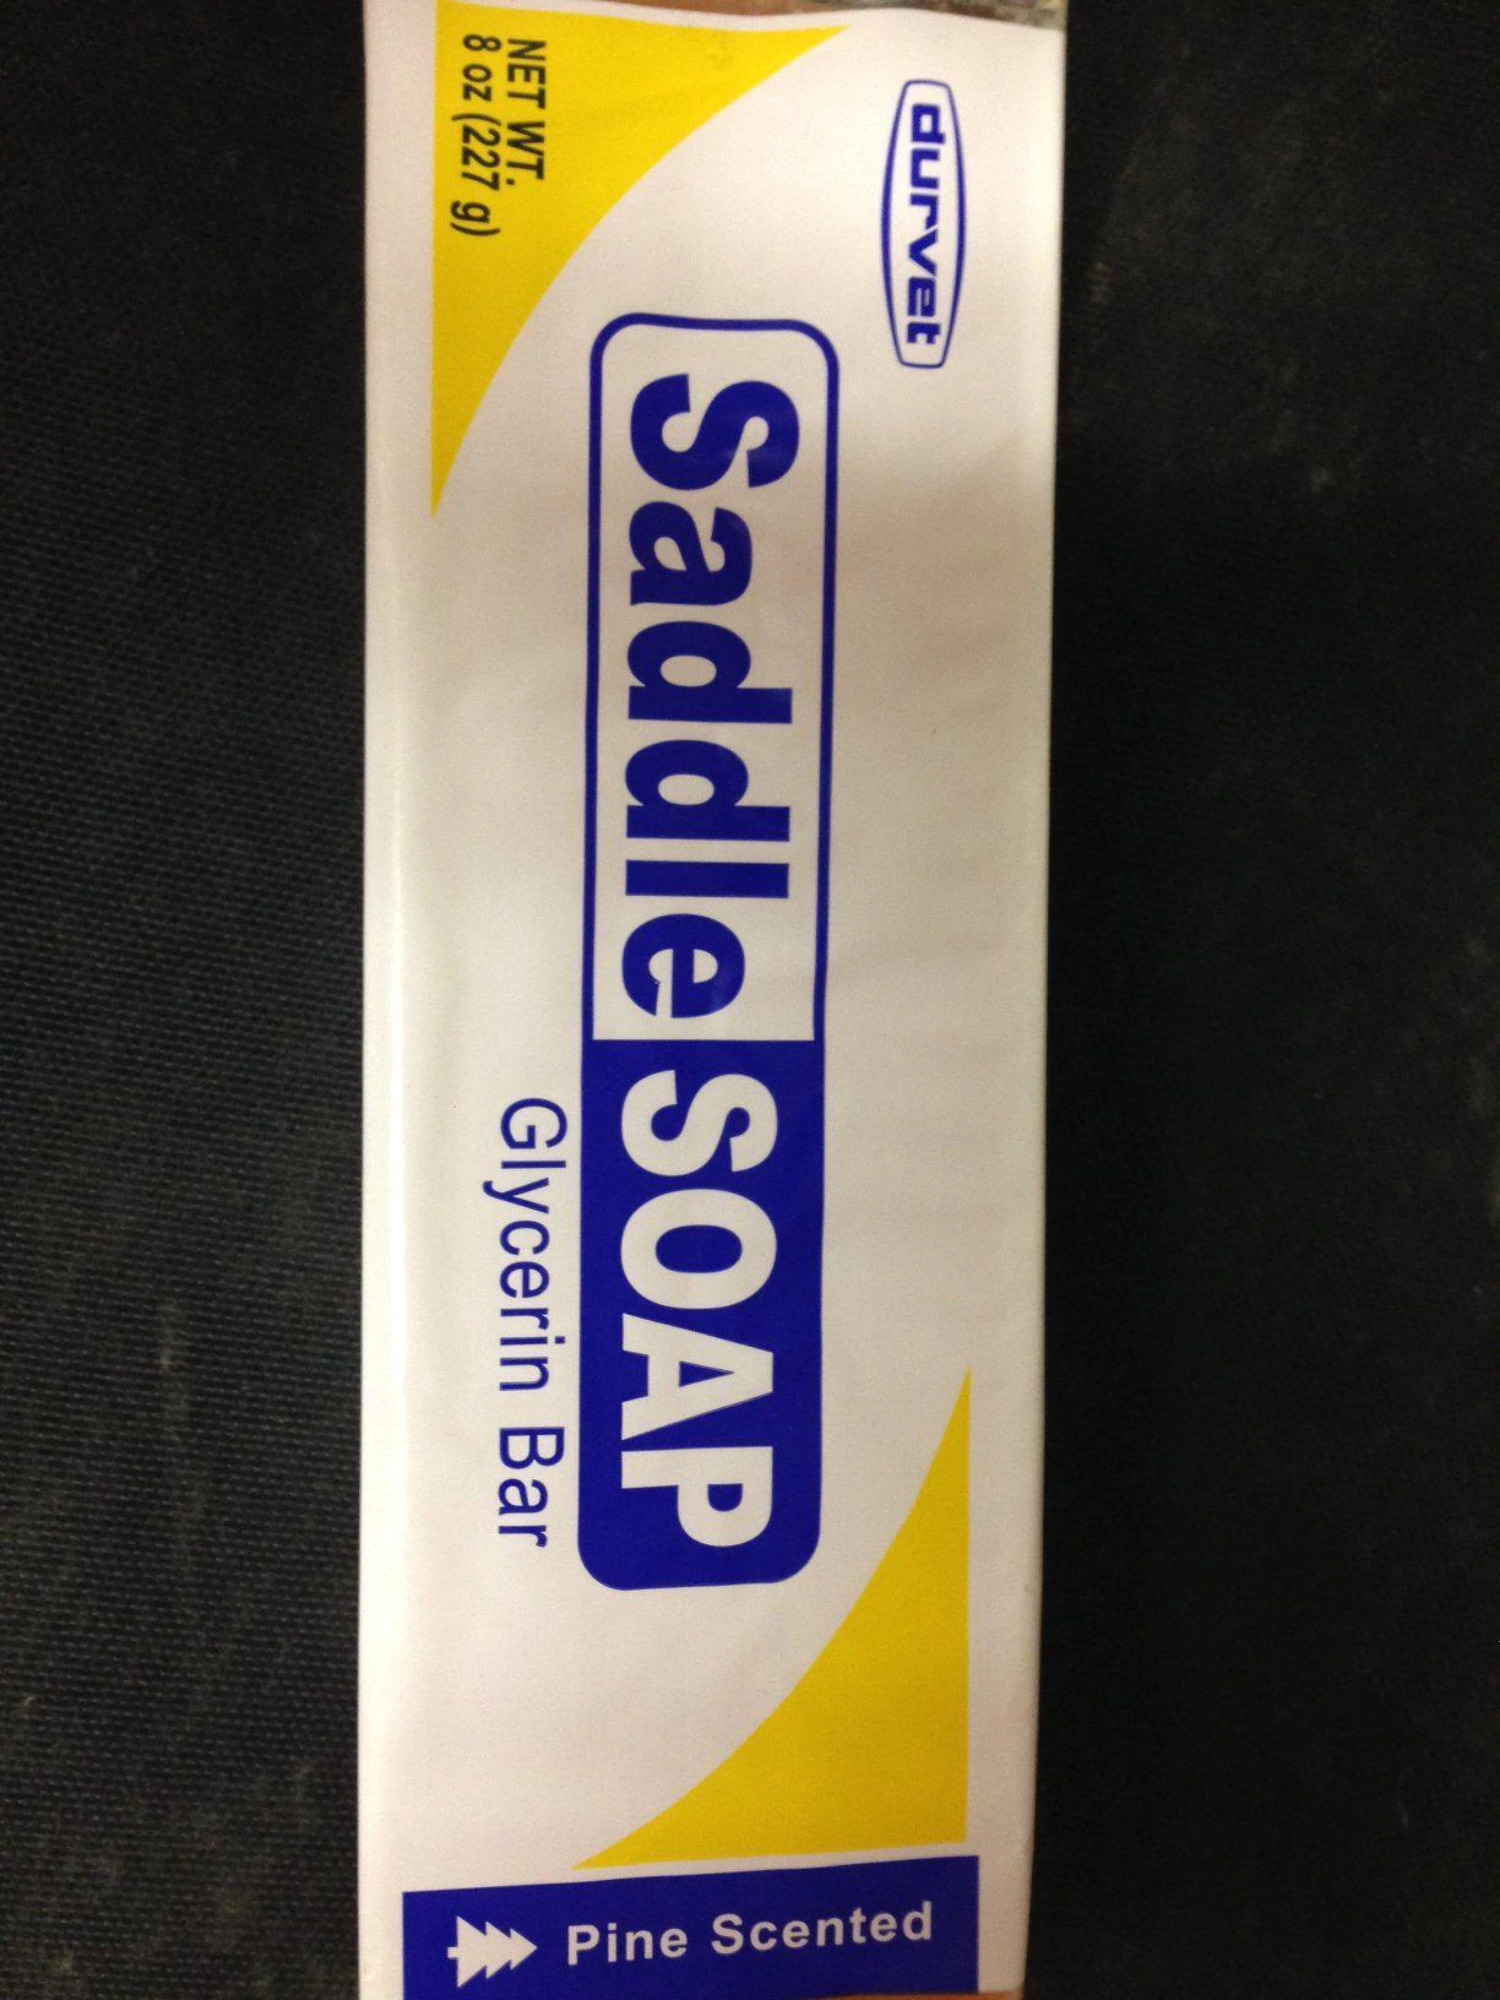 durvet
Saddle SOAP
Glycerin Bar
NET WT.
8 oz (227 g)
Pine Scented